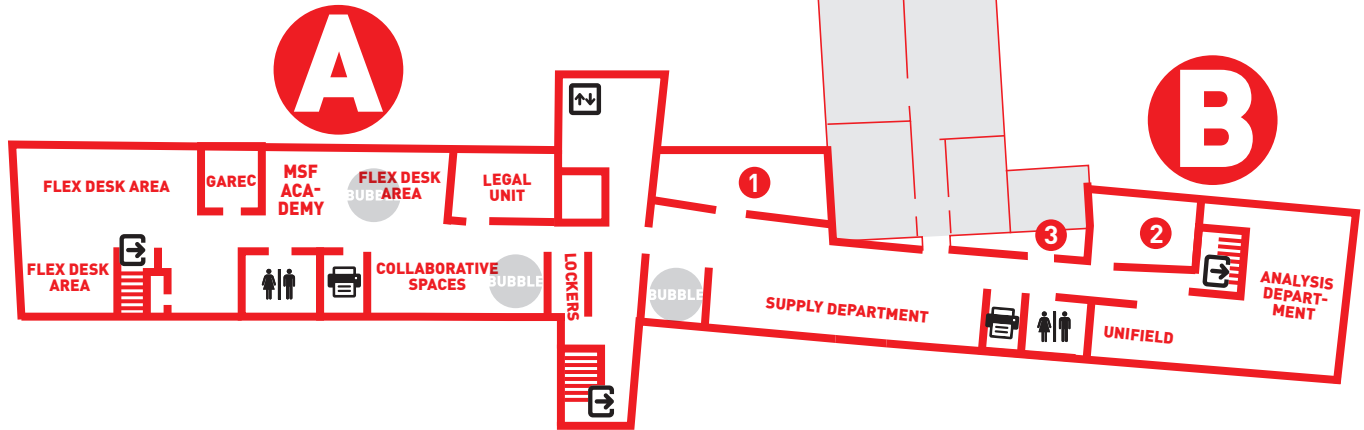 A
B
FLEX DESK AREA
GAREC
MSF
ACA-
DEMY
BUBBLE
FLEX DESK
AREA
LEGAL
UNIT
1
2
3
FLEX DESK
AREA
COLLABORATIVE
SPACES
BUBBLE
LOCKERS
BUBBLE
SUPPLY DEPARTMENT
UNIFIELD
ANALYSIS
DEPART-
MENT